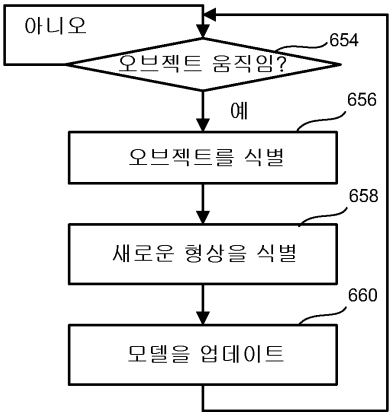 아니오
654
오브젝트 움직임?
예
656
오브젝트를 식별
658
새로운 형상을 식별
660
모델을 업데이트